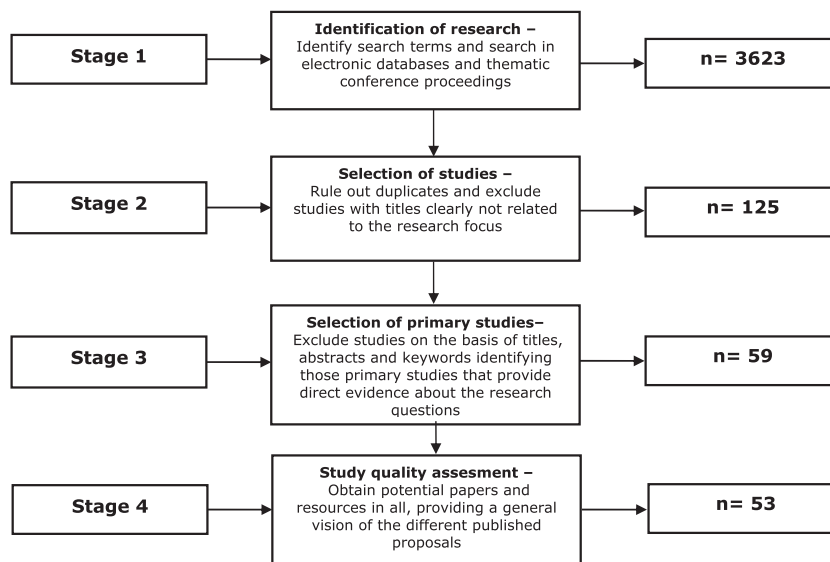 Stage 1
Identification of research –
Identify search terms and search in
electronic databases and thematic
conference proceedings
n= 3623
Stage 2
Selection of studies –
Rule out duplicates and exclude
studies with titles clearly not related
to the research focus
n= 125
Stage 3
Selection of primary studies–
Exclude studies on the basis of titles,
abstracts and keywords identifying
those primary studies that provide
direct evidence about the research
questions
n= 59
Stage 4
Study quality assesment –
Obtain potential papers and
resources in all, providing a general
vision of the different published
proposals
n= 53